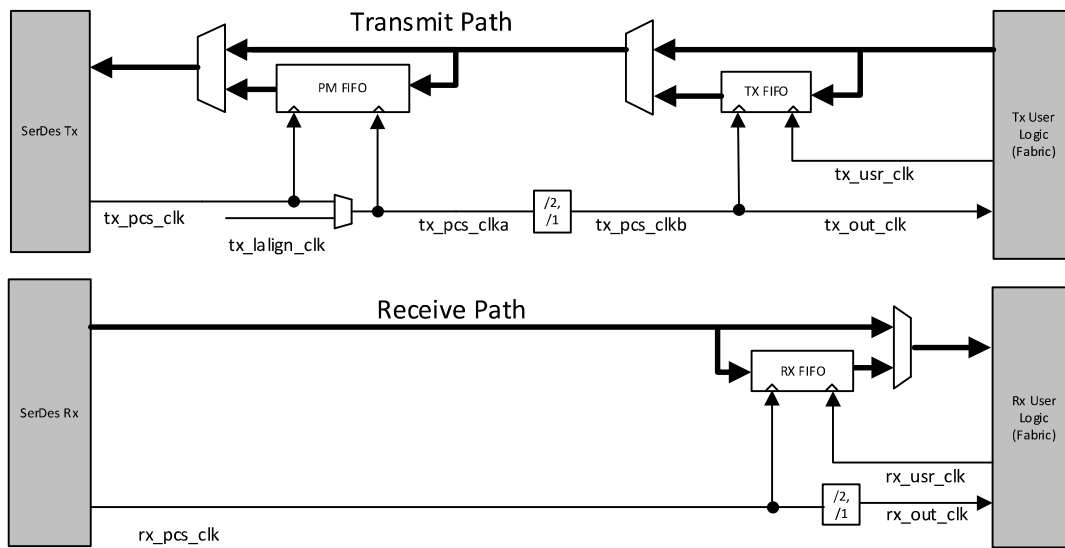 Transmit Path
SerDes Tx
PM FIFO
TX FIFO
Tx User
Logic
(Fabric)
tx_usr_clk
tx_pcs_clk
tx_lalign_clk
tx_pcs_clka
/2,
/1
tx_pcs_clkb
tx_out_clk
Receive Path
SerDes Rx
RX FIFO
Rx User
Logic
(Fabric)
rx_usr_clk
/2,
/1
rx_out_clk
rx_pcs_clk